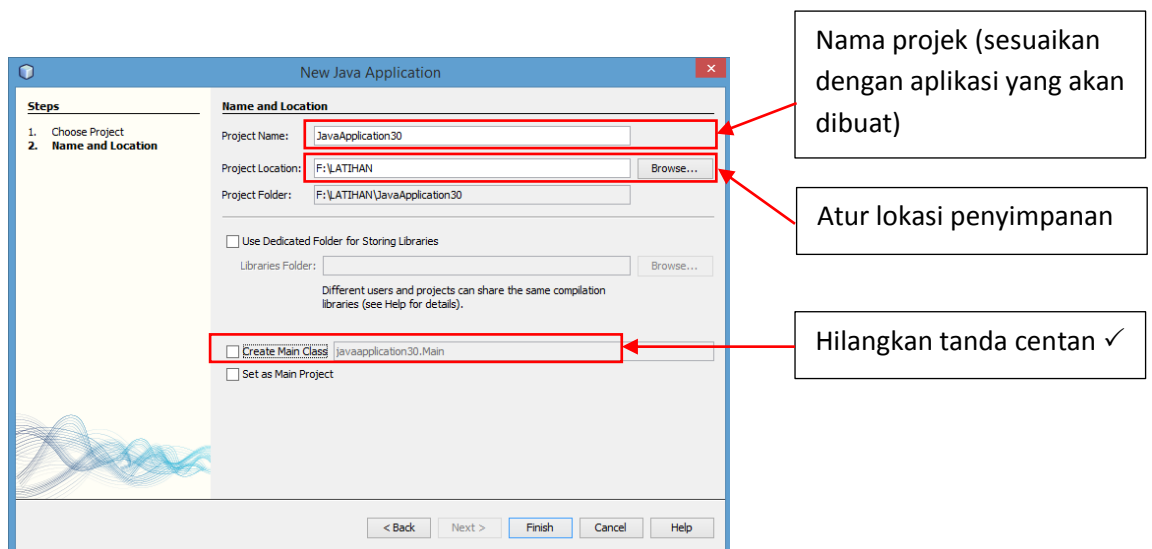 New Java Application
Steps
1. Choose Project
2. Name and Location
Name and Location
Project Name: JavaApplication30
Project Location: F:\LATIHAN Browse...
Project Folder: F:\LATIHAN\JavaApplication30
Use Dedicated Folder for Storing Libraries
Libraries Folder: Browse...
Different users and projects can share the same compilation
libraries (see Help for details).
Create Main Class javaapplication30.Main
Set as Main Project
< Back Next > Finish Cancel Help
Nama projek (sesuaikan
dengan aplikasi yang akan
dibuat)
Atur lokasi penyimpanan
Hilangkan tanda centan ✓